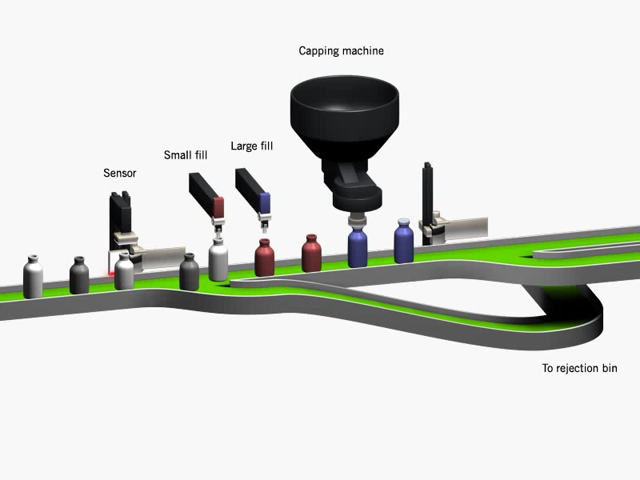 Capping machine
Large fill
Small fill
Sensor
To rejection bin